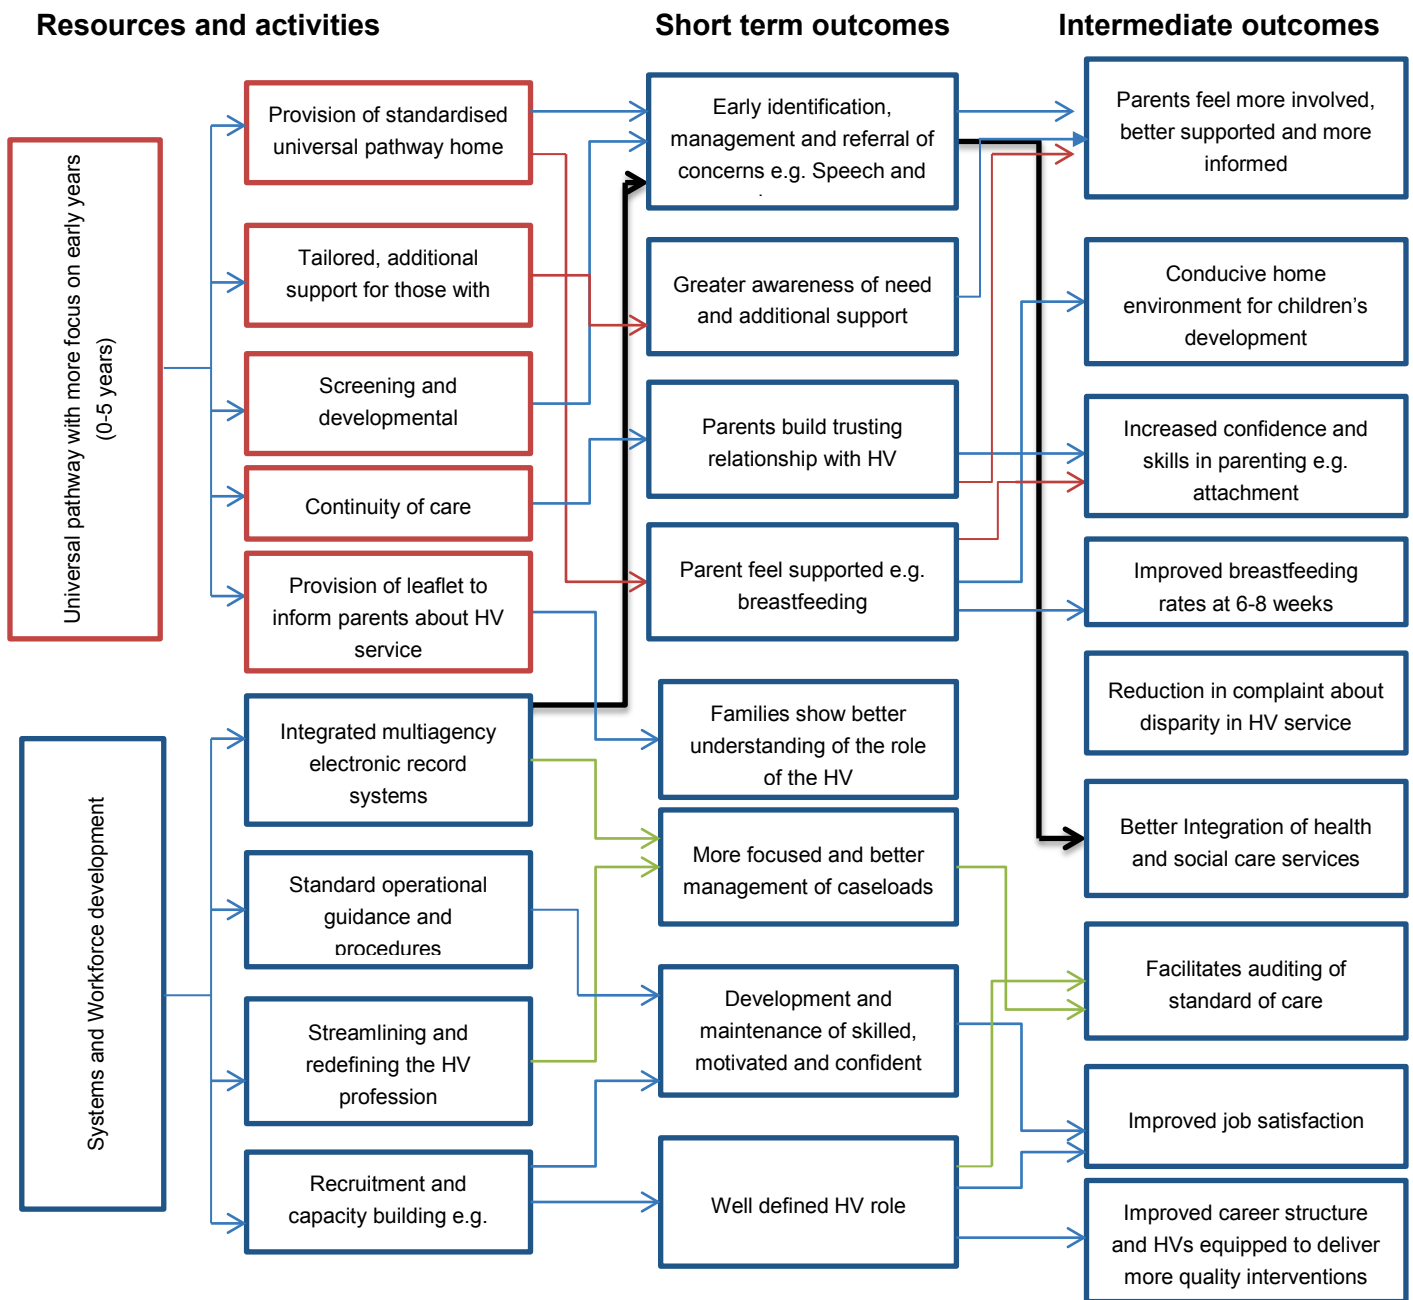 Resources and activities
Short term outcomes
Intermediate outcomes
Universal pathway with more focus on early years
(0-5 years)
Systems and Workforce development
Provision of standardised
universal pathway home
Tailored, additional
support for those with
Screening and
developmental
Continuity of care
Provision of leaflet to
inform parents about HV
service
Integrated multiagency
electronic record
systems
Standard operational
guidance and
procedures
Streamlining and
redefining the HV
profession
Recruitment and
capacity building e.g.
Early identification,
management and referral of
concerns e.g. Speech and
Greater awareness of need
and additional support
Parents build trusting
relationship with HV
Parent feel supported e.g.
breastfeeding
Families show better
understanding of the role
of the HV
More focused and better
management of caseloads
Development and
maintenance of skilled,
motivated and confident
Well defined HV role
Parents feel more involved,
better supported and more
informed
Conducive home
environment for children’s
development
Increased confidence and
skills in parenting e.g.
attachment
Improved breastfeeding
rates at 6-8 weeks
Reduction in complaint about
disparity in HV service
Better Integration of health
and social care services
Facilitates auditing of
standard of care
Improved job satisfaction
Improved career structure
and HVs equipped to deliver
more quality interventions